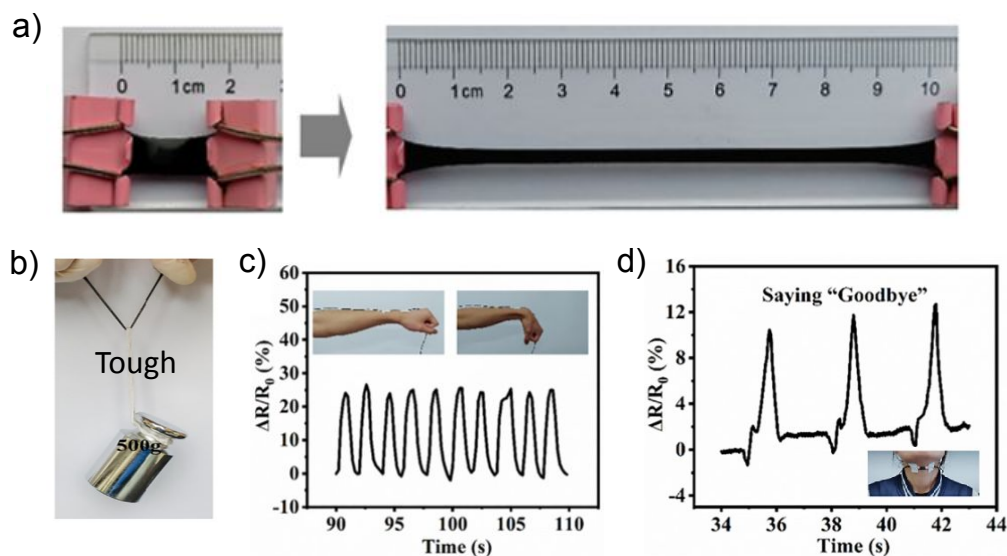 a)
0 1cm 2
0 1cm 2 3 4 5 6 7 8 9 10
b)
Tough
500g
c)
60
50
40
30
20
10
0
-10
ΔR/R₀ (%)
90 95 100 105 110
Time (s)
d)
16
12
8
4
0
-4
ΔR/R₀ (%)
Saying “Goodbye”
34 36 38 40 42 44
Time (s)